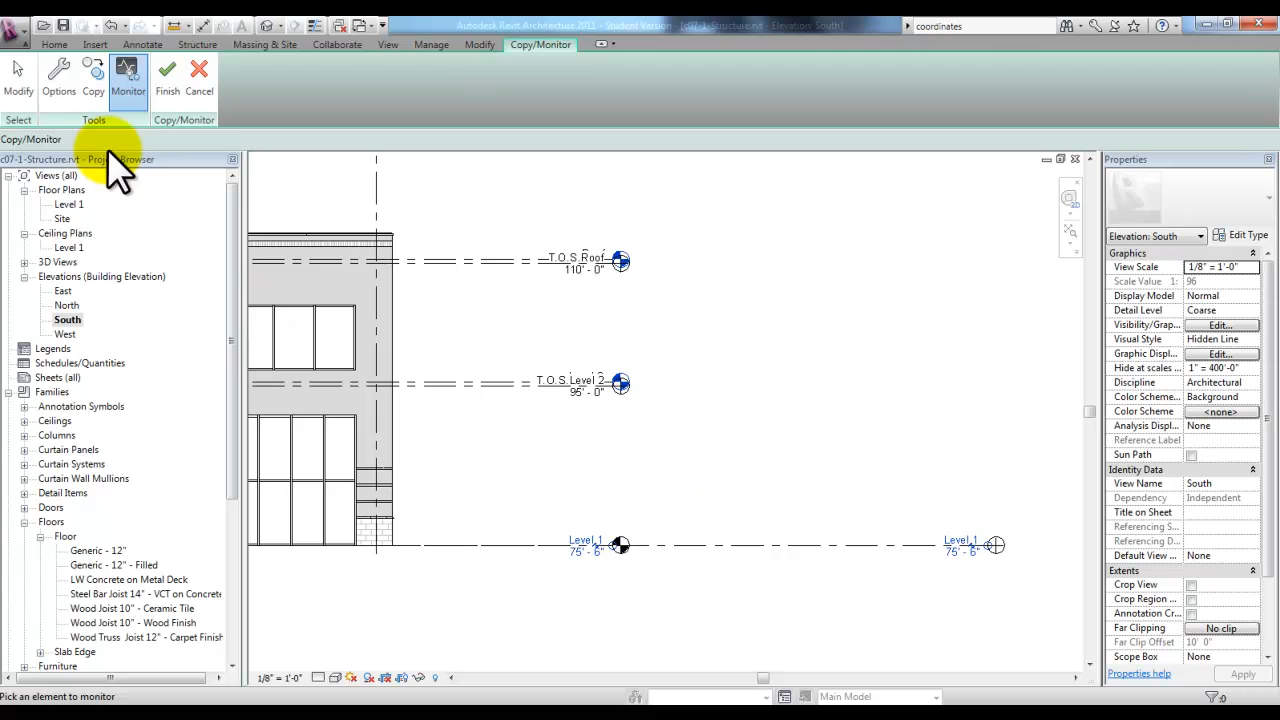 Autodesk Revit Architecture 2011 - Student Version - [c07-1-Structure.rvt - Elevation: South]
coordinates
Home Insert Annotate Structure Massing & Site Collaborate View Manage Modify Copy/Monitor
Modify Options Copy Monitor Finish Cancel
Select Tools Copy/Monitor
Copy/Monitor
c07-1-Structure.rvt - Proj Browser
Views (all)
Floor Plans
Level 1
Site
Ceiling Plans
Level 1
3D Views
Elevations (Building Elevation)
East
North
South
West
Legends
Schedules/Quantities
Sheets (all)
Families
Annotation Symbols
Ceilings
Columns
Curtain Panels
Curtain Systems
Curtain Wall Mullions
Detail Items
Doors
Floors
Floor
Generic - 12"
Generic - 12" - Filled
LW Concrete on Metal Deck
Steel Bar Joist 14" - VCT on Concrete
Wood Joist 10" - Ceramic Tile
Wood Joist 10" - Wood Finish
Wood Truss Joist 12" - Carpet Finish
Slab Edge
Furniture
T.O.S. Roof
110' - 0"
T.O.S. Level 2
95' - 0"
Level 1
75' - 6"
Level 1
75' - 6"
2D
Properties
Elevation: South
Edit Type
Graphics
View Scale 1/8" = 1'-0"
Scale Value 1: 96
Display Model Normal
Detail Level Coarse
Visibility/Grap... Edit...
Visual Style Hidden Line
Graphic Displ... Edit...
Hide at scales ... 1" = 400'-0"
Discipline Architectural
Color Scheme... Background
Color Scheme <none>
Analysis Displ... None
Reference Label
Sun Path
Identity Data
View Name South
Dependency Independent
Title on Sheet
Referencing S...
Referencing D...
Default View ... None
Extents
Crop View
Crop Region ...
Annotation Cr...
Far Clipping No clip
Far Clip Offset 10' 0"
Scope Box None
Properties help
Apply
1/8" = 1'-0"
Pick an element to monitor
Main Model
:0